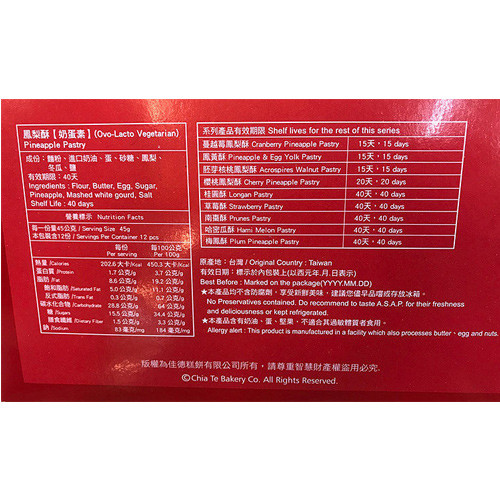 鳳梨酥【奶蛋素】(Ovo-Lacto Vegetarian)
Pineapple Pastry
成份：麵粉、進口奶油、蛋、砂糖、鳳梨、
冬瓜、鹽
有效期限：40天
Ingredients : Flour, Butter, Egg, Sugar,
Pineapple, Mashed white gourd, Salt
Shelf Life : 40 days
營養標示 Nutrition Facts
每一份量45公克 / Serving Size 45g
本包裝含12份 / Servings Per Container 12 pcs
每份 每100公克
Per serving Per 100g
熱量 /Calories 202.6大卡/Kcal 450.3大卡/Kcal
蛋白質 /Protein 1.7公克/g 3.7公克/g
脂肪 /Fat 8.6公克/g 19.2公克/g
飽和脂肪 /Saturated Fat 5.0公克/g 11.1公克/g
反式脂肪 /Trans Fat 0.3公克/g 0.7公克/g
碳水化合物 /Carbohydrate 29.0公克/g 64.4公克/g
糖 /Sugars 15.5公克/g 34.4公克/g
膳食纖維 /Dietary Fiber 1.5公克/g 3.3公克/g
鈉 /Sodium 83毫克/mg 184毫克/mg
系列產品有效期限 Shelf lives for the rest of this series
蔓越莓鳳梨酥 Cranberry Pineapple Pastry 15天，15 days
鳳黃酥 Pineapple & Egg Yolk Pastry 15天，15 days
胚芽核桃鳳梨酥 Acrospires Walnut Pastry 15天，15 days
櫻桃鳳梨酥 Cherry Pineapple Pastry 20天，20 days
桂圓酥 Longan Pastry 40天，40 days
草莓酥 Strawberry Pastry 40天，40 days
南棗酥 Prunes Pastry 40天，40 days
哈密瓜酥 Hami Melon Pastry 40天，40 days
梅鳳酥 Plum Pineapple Pastry 40天，40 days
原產地：台灣 / Original Country : Taiwan
有效日期：標示於內包裝上(以西元年.月.日表示)
Best Before : Marked on the package(YYYY.MM.DD)
★本產品均不含防腐劑，享受新鮮美味，建議您儘早品嚐或存放冰箱。
No Preservatives contained. Do recommend to taste A.S.A.P. for their freshness
and deliciousness or kept refrigerated.
★本產品含有奶油、蛋、堅果，不適合其過敏體質者食用。
Allergy alert : This product is manufactured in a facility which also processes butter、egg and nuts.
版權為佳德糕餅有限公司所有，請尊重智慧財產權盜用必究.
©Chia Te Bakery Co. All Rights Reserved.